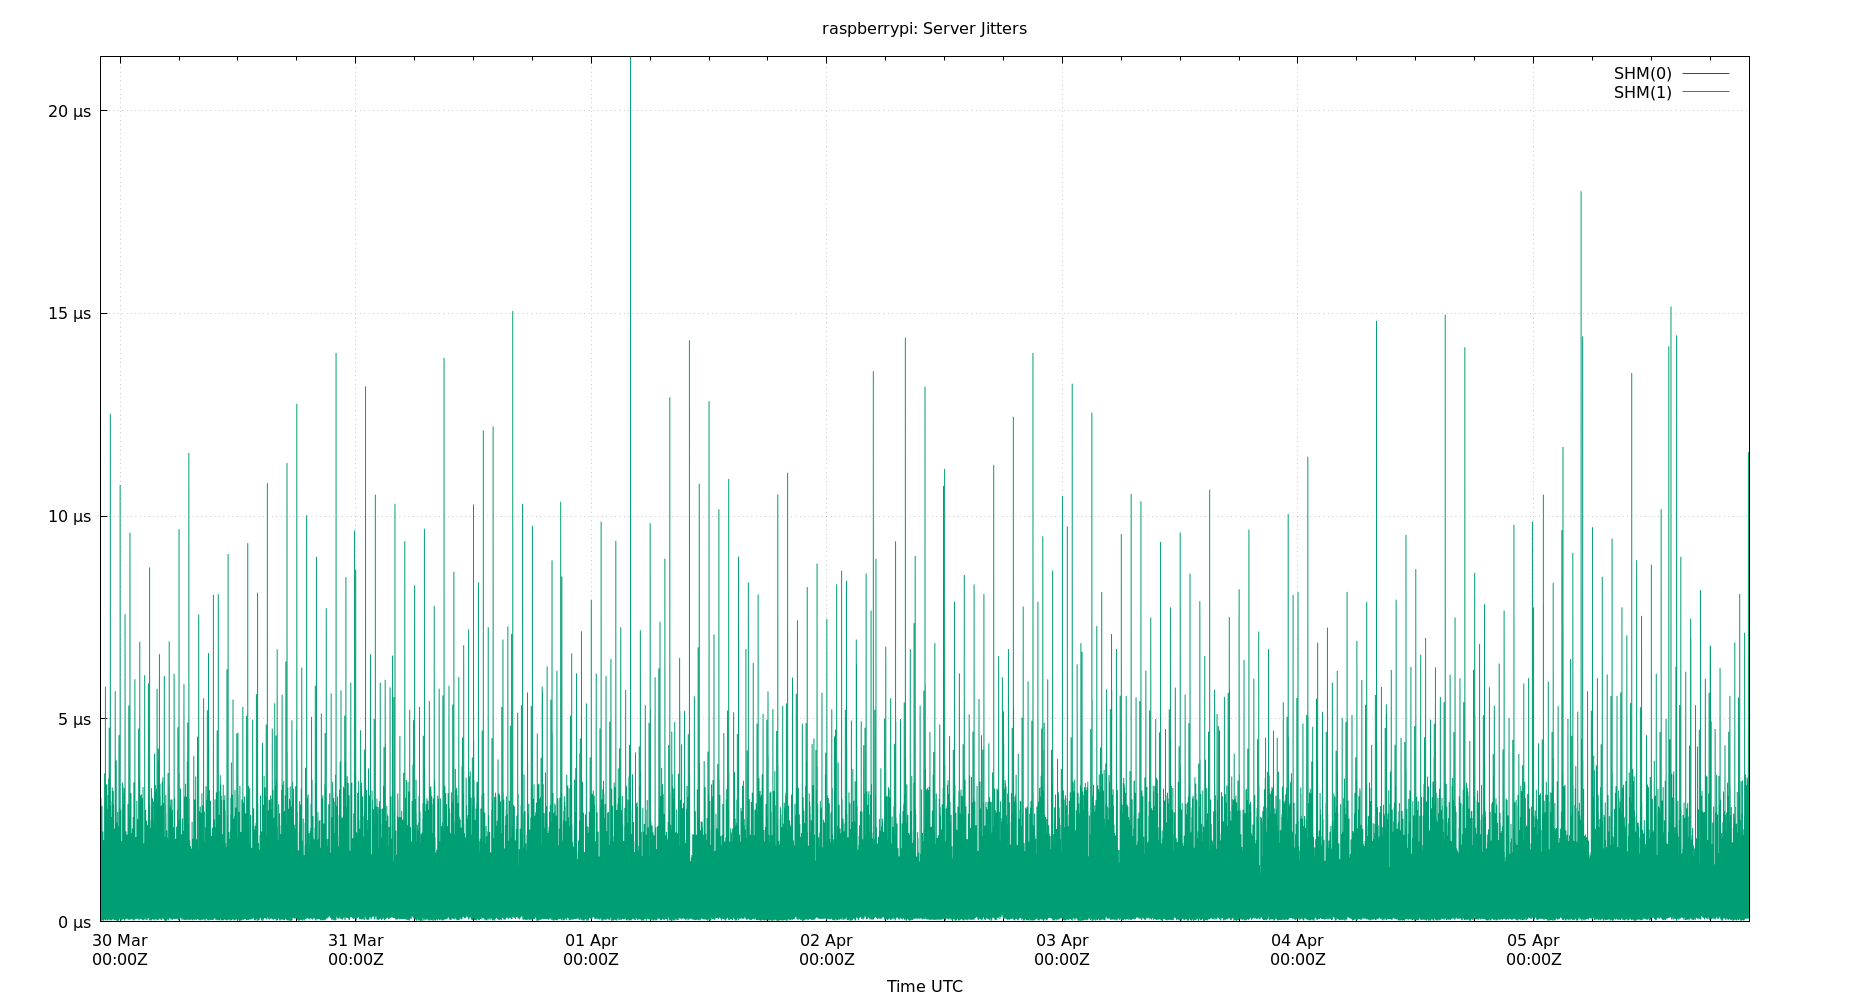 raspberrypi: Server Jitters
SHM(0)
SHM(1)
20 µs
15 µs
10 µs
5 µs
0 µs
30 Mar 31 Mar 01 Apr 02 Apr 03 Apr 04 Apr 05 Apr
00:00Z 00:00Z 00:00Z 00:00Z 00:00Z 00:00Z 00:00Z
Time UTC